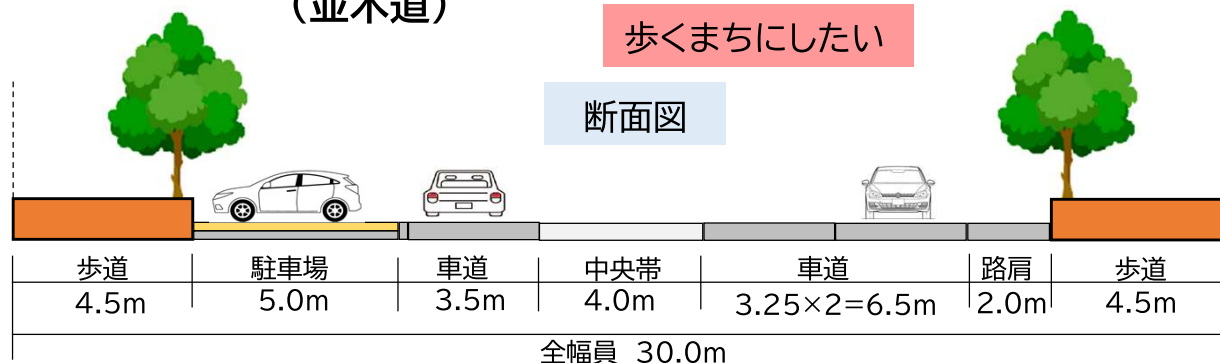 （並木道）
歩くまちにしたい
断面図
歩道 駐車場 車道 中央帯 車道 路肩 歩道
4.5m 5.0m 3.5m 4.0m 3.25×2=6.5m 2.0m 4.5m
全幅員 30.0m